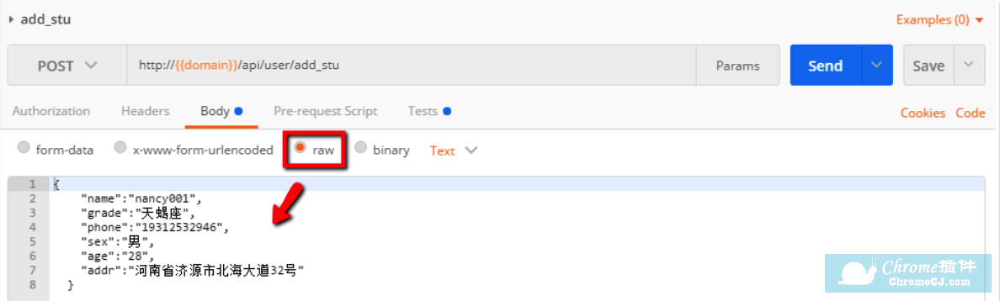 add_stu
Examples (0)
POST
http://{{domain}}/api/user/add_stu
Params
Send
Save
Authorization
Headers
Body
Pre-request Script
Tests
Cookies
Code
form-data
x-www-form-urlencoded
raw
binary
Text
1 {
2 "name":"nancy001",
3 "grade":"天蝎座",
4 "phone":"19312532946",
5 "sex":"男",
6 "age":"28",
7 "addr":"河南省济源市北海大道32号"
8 }
Chrome插件
ChromeCJ.com